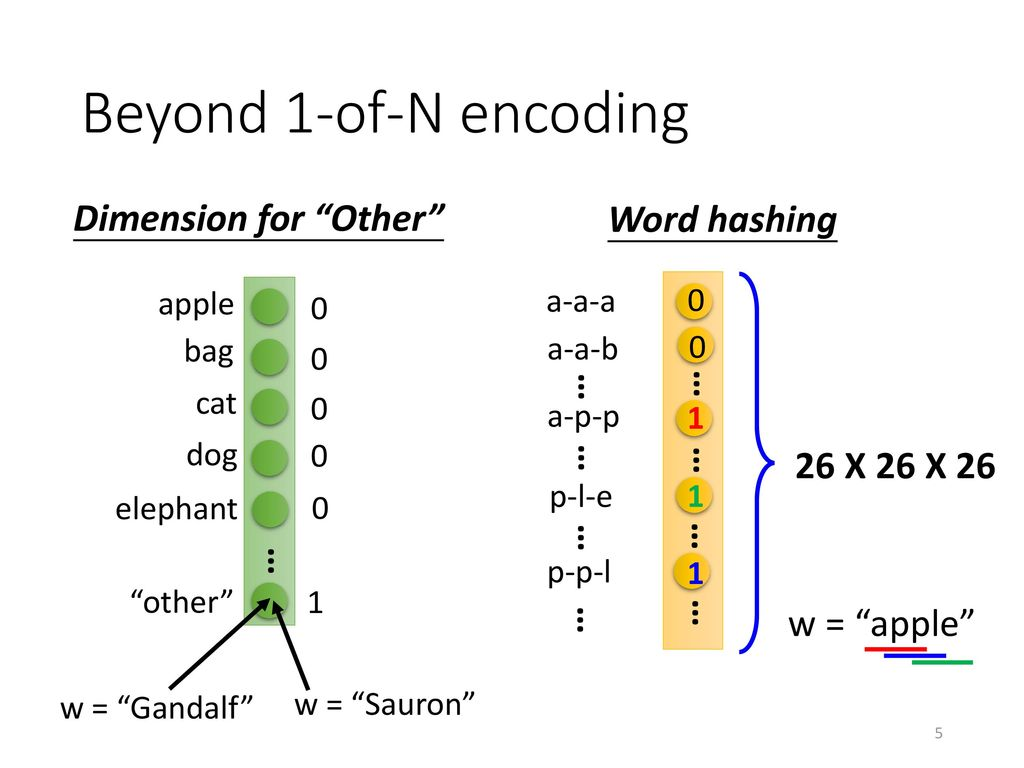 Beyond 1-of-N encoding
Dimension for “Other”
apple 0
bag 0
cat 0
dog 0
elephant 0
…
“other” 1
w = “Gandalf” w = “Sauron”
Word hashing
a-a-a 0
a-a-b 0
… …
a-p-p 1
… …
p-l-e 1
… …
p-p-l 1
… …
26 X 26 X 26
w = “apple”
5